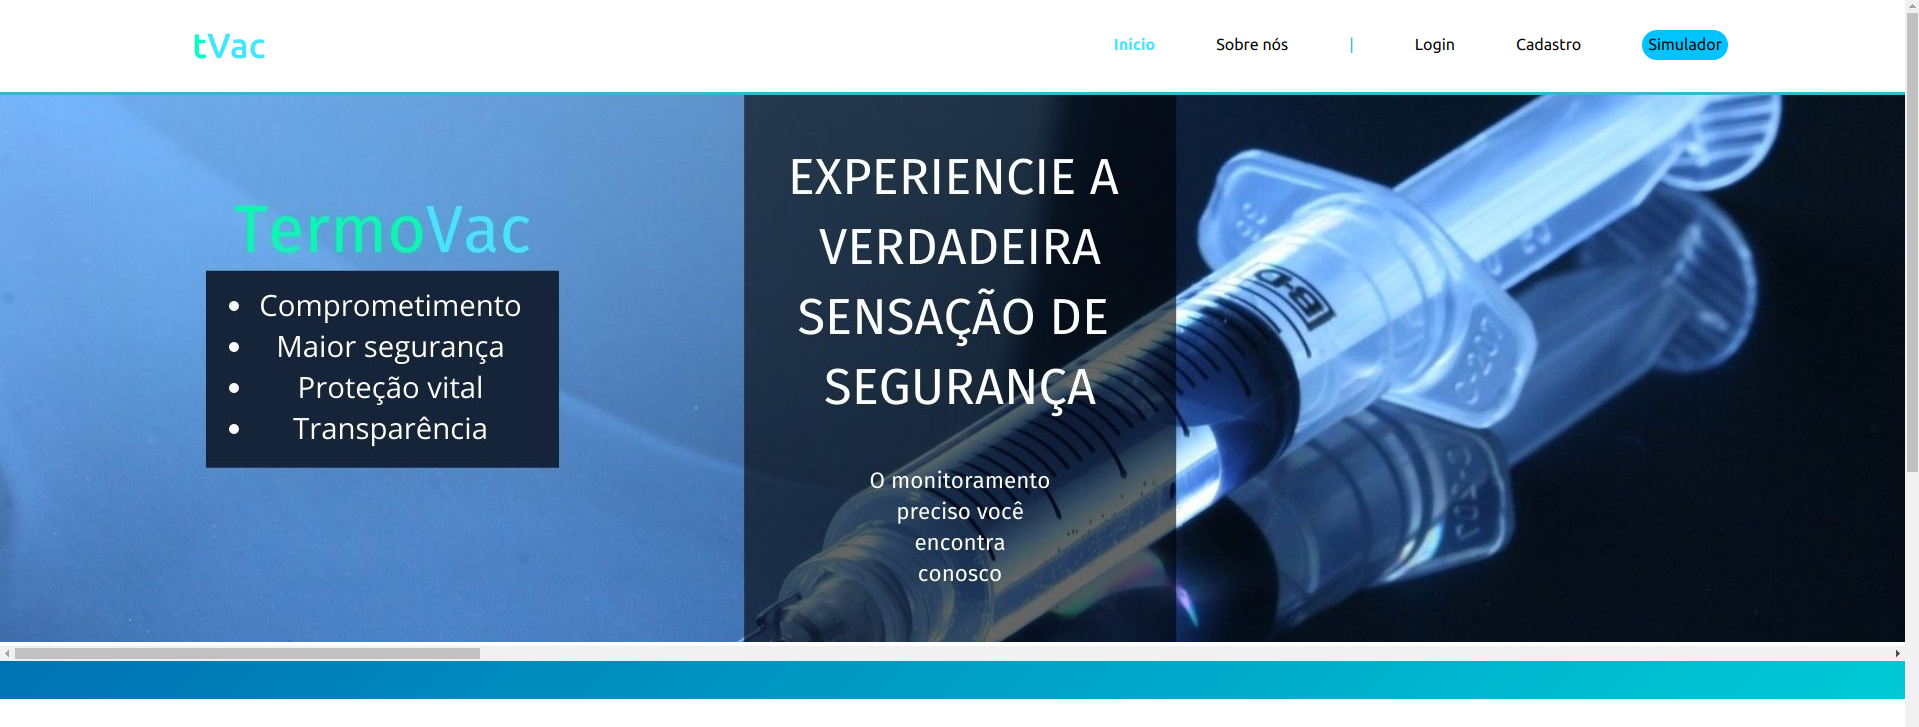 tVac
Início
Sobre nós
|
Login
Cadastro
Simulador
TermoVac
• Comprometimento
• Maior segurança
• Proteção vital
• Transparência
EXPERIENCIE A
VERDADEIRA
SENSAÇÃO DE
SEGURANÇA
O monitoramento
preciso você
encontra
conosco
B-D